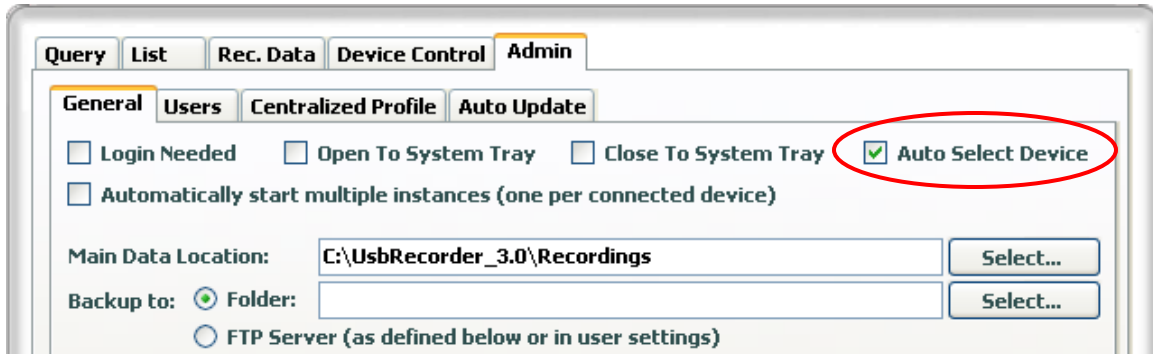 Query List Rec. Data Device Control Admin
General Users Centralized Profile Auto Update
Login Needed Open To System Tray Close To System Tray Auto Select Device
Automatically start multiple instances (one per connected device)
Main Data Location: C:\UsbRecorder_3.0\Recordings Select...
Backup to: Folder: Select...
FTP Server (as defined below or in user settings)